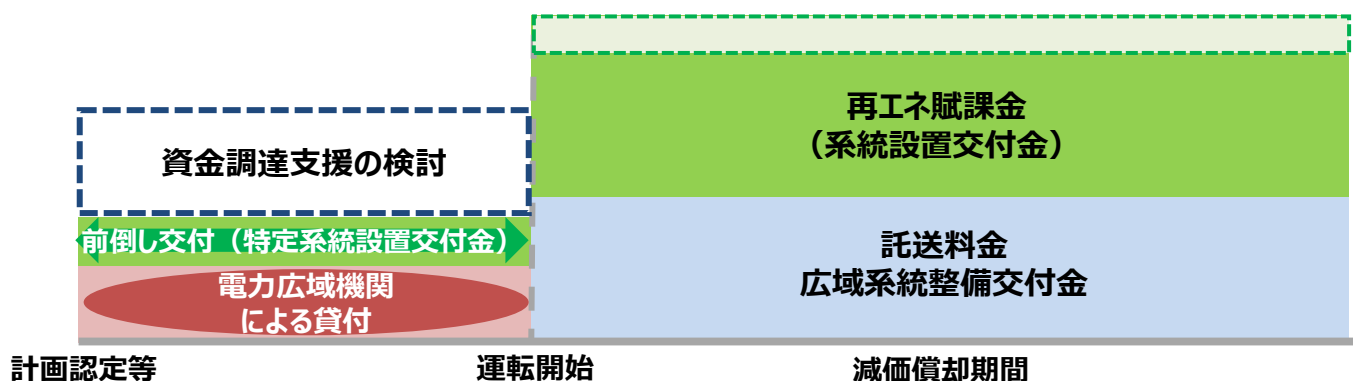 再エネ賦課金
（系統設置交付金）
資金調達支援の検討
前倒し交付（特定系統設置交付金）
託送料金
広域系統整備交付金
電力広域機関
による貸付
計画認定等
運転開始
減価償却期間